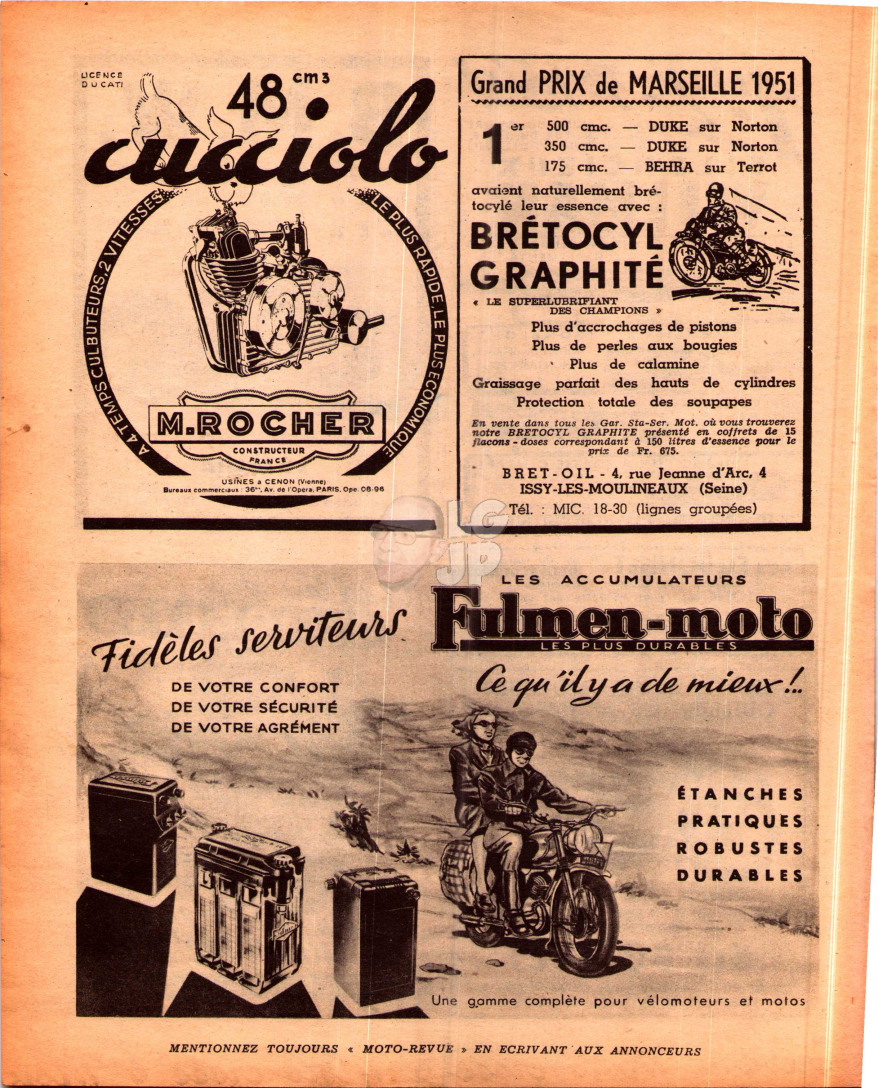 LICENCE
DUCATI
48 cm3
cucciolo
A 4 TEMPS, CULBUTEURS, 2 VITESSES
LE PLUS RAPIDE, LE PLUS ECONOMIQUE
M.ROCHER
CONSTRUCTEUR
FRANCE
USINES à CENON (Vienne)
Bureaux commerciaux : 36, Av. de l'Opéra, PARIS. Ope. 06-96
Grand PRIX de MARSEILLE 1951
1er 500 cmc. — DUKE sur Norton
350 cmc. — DUKE sur Norton
175 cmc. — BEHRA sur Terrot
avaient naturellement bré-
tocylé leur essence avec :
BRÉTOCYL
GRAPHITÉ
« LE SUPERLUBRIFIANT
DES CHAMPIONS »
Plus d'accrochages de pistons
Plus de perles aux bougies
Plus de calamine
Graissage parfait des hauts de cylindres
Protection totale des soupapes
En vente dans tous les Gar. Sta-Ser. Mot. où vous trouverez
notre BRETOCYL GRAPHITE présenté en coffrets de 15
flacons - doses correspondant à 150 litres d'essence pour le
prix de Fr. 675.
BRET-OIL - 4, rue Jeanne d'Arc, 4
ISSY-LES-MOULINEAUX (Seine)
Tél. : MIC. 18-30 (lignes groupées)
LG
JP
LES ACCUMULATEURS
Fulmen-moto
LES PLUS DURABLES
Fidèles serviteurs
DE VOTRE CONFORT
DE VOTRE SÉCURITÉ
DE VOTRE AGRÉMENT
Ce qu'il y a de mieux !..
Fulmen
ÉTANCHES
PRATIQUES
ROBUSTES
DURABLES
Une gamme complète pour vélomoteurs et motos
MENTIONNEZ TOUJOURS « MOTO-REVUE » EN ECRIVANT AUX ANNONCEURS